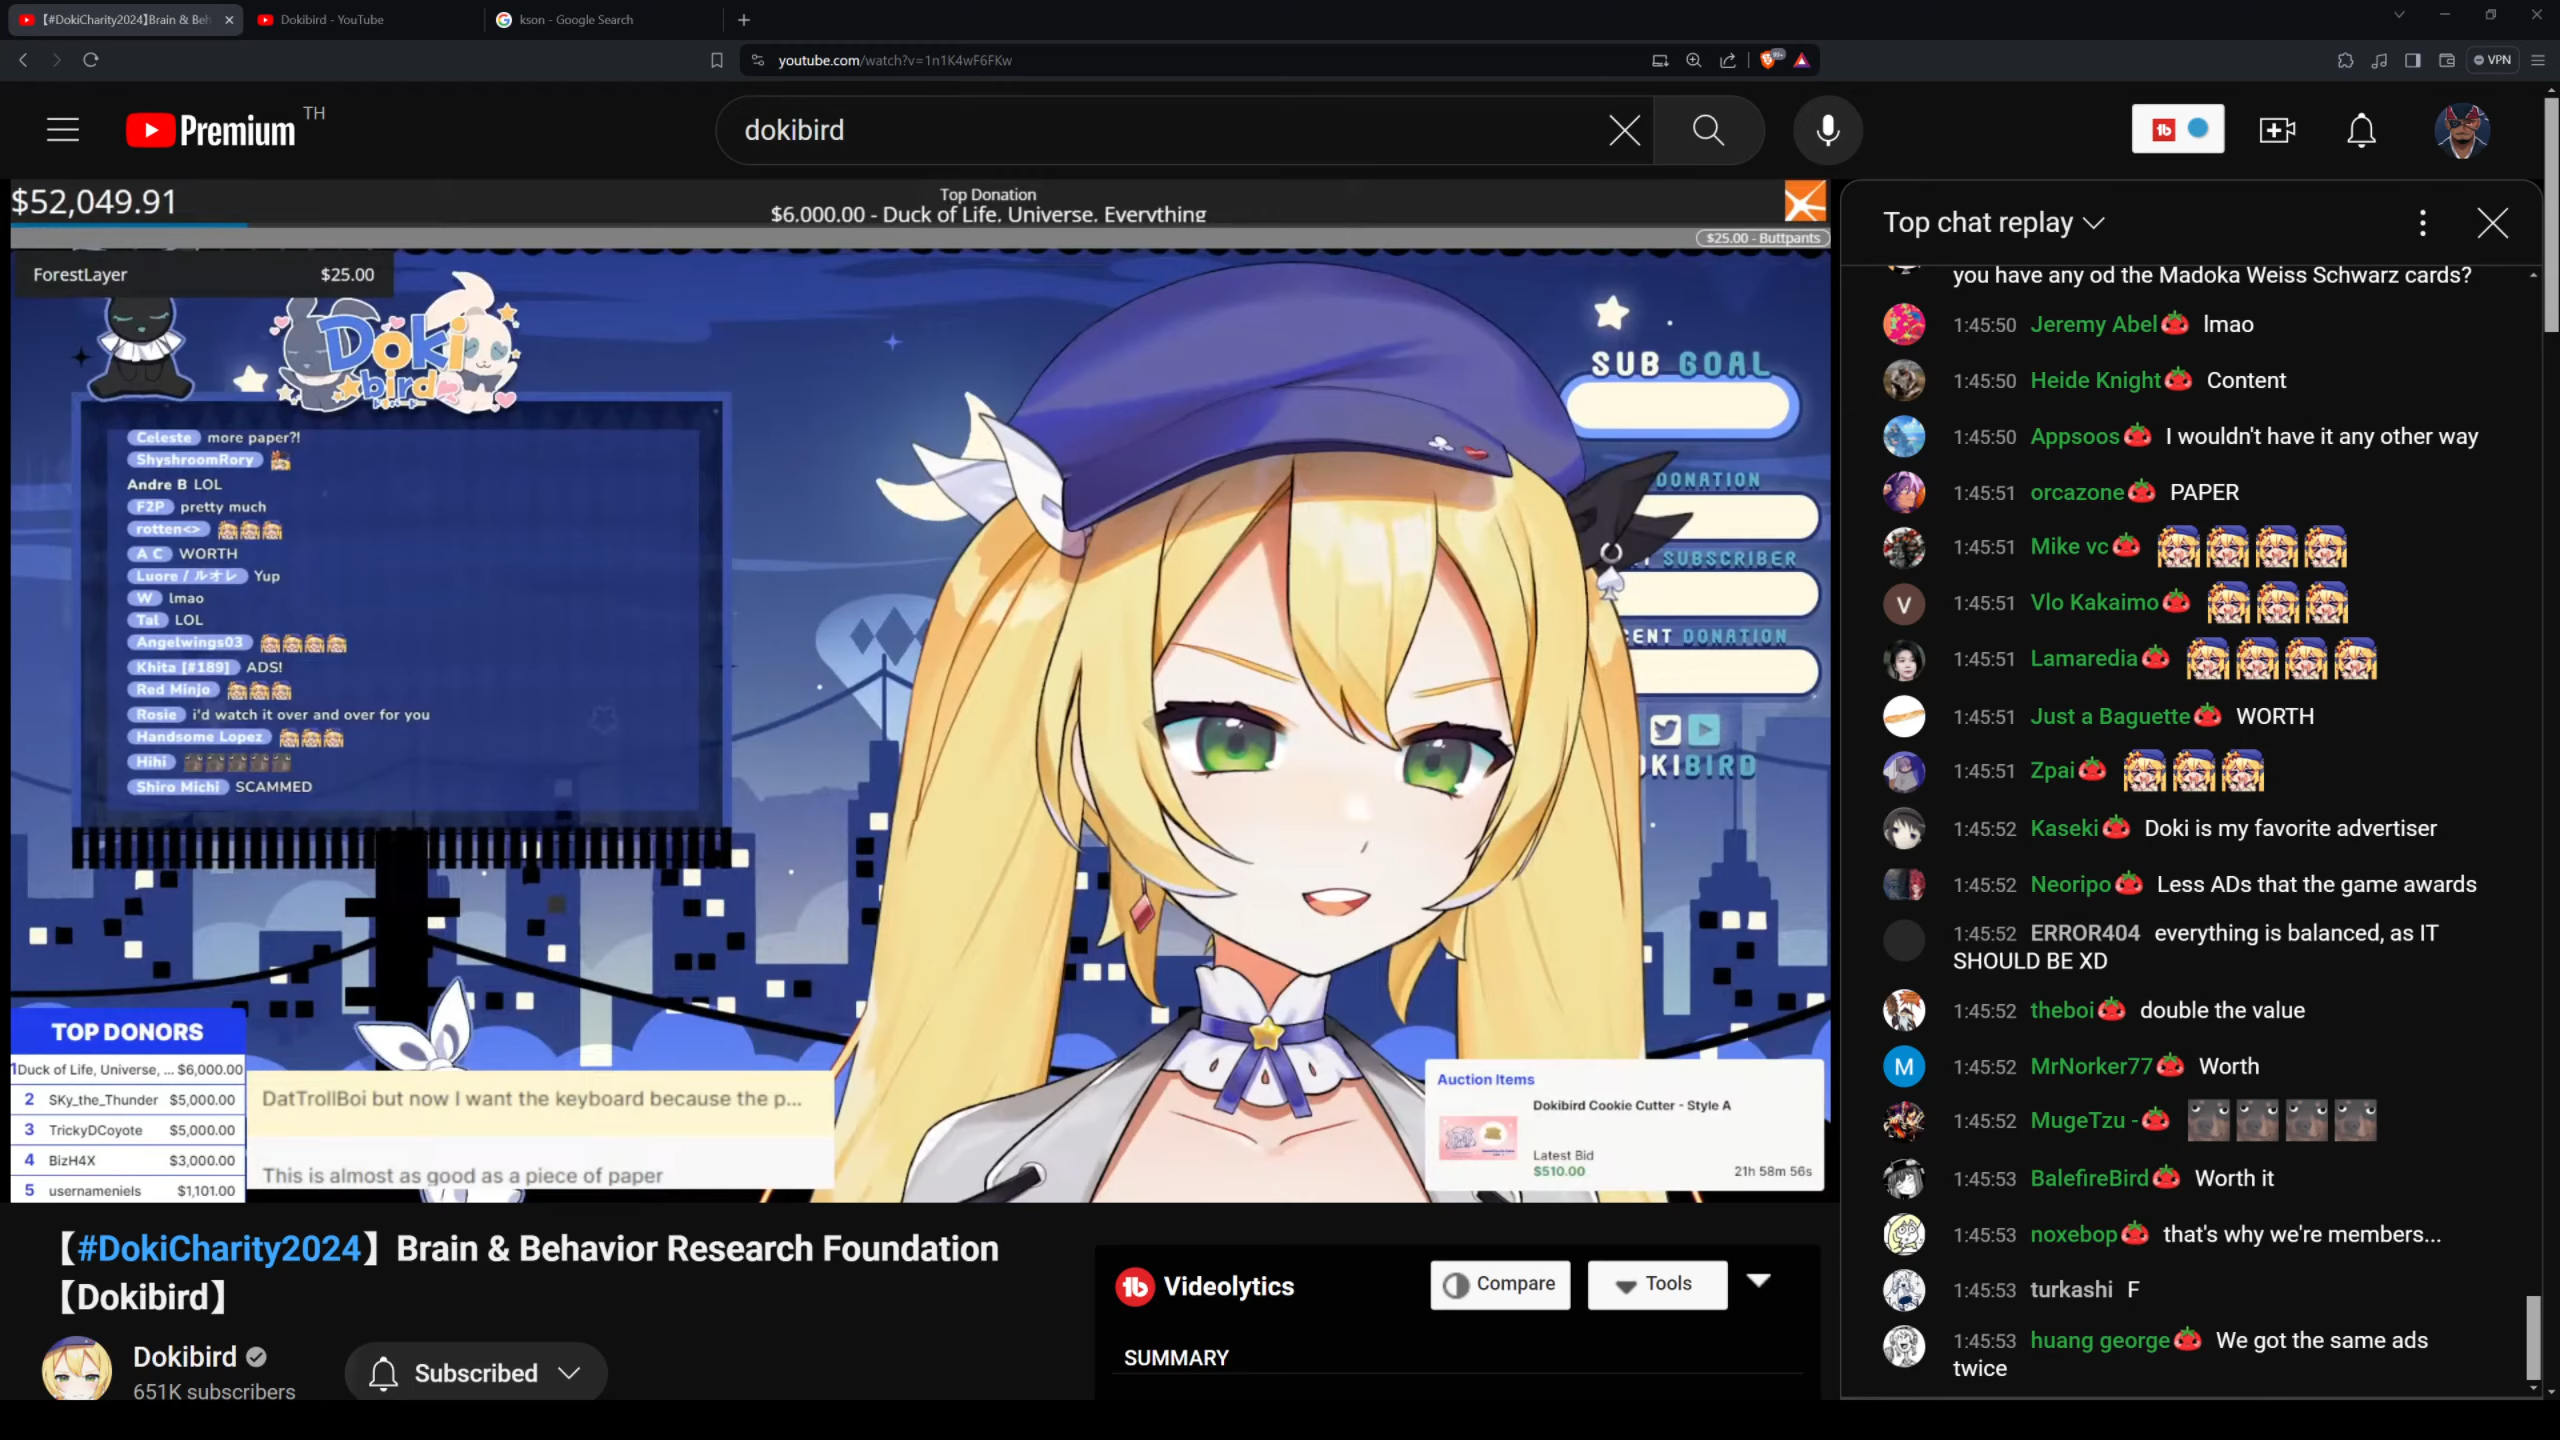 【#DokiCharity2024】Brain & Beh
Dokibird - YouTube
kson - Google Search
youtube.com/watch?v=1n1K4wF6FKw
99+
VPN
Premium
TH
dokibird
$52,049.91
Top Donation
$6,000.00 - Duck of Life, Universe, Everything
$25.00 - Buttpants
ForestLayer $25.00
Doki
bird
Celeste more paper?!
ShyshroomRory
Andre B LOL
F2P pretty much
rotten<>
A C WORTH
Luore / ルオレ Yup
W lmao
Tal LOL
Angelwings03
Khita [#189] ADS!
Red Minjo
Rosie i'd watch it over and over for you
Handsome Lopez
Hihi
Shiro Michi SCAMMED
SUB GOAL
DONATION
SUBSCRIBER
CENT DONATION
OKIBIRD
TOP DONORS
1 Duck of Life, Universe, ... $6,000.00
2 SKy_the_Thunder $5,000.00
3 TrickyDCoyote $5,000.00
4 BizH4X $3,000.00
5 usernameniels $1,101.00
DatTrollBoi but now I want the keyboard because the p...
This is almost as good as a piece of paper
Auction Items
Dokibird Cookie Cutter - Style A
Latest Bid
$510.00
21h 58m 56s
【#DokiCharity2024】Brain & Behavior Research Foundation
【Dokibird】
Dokibird
651K subscribers
Subscribed
Videolytics
Compare
Tools
SUMMARY
Top chat replay
you have any od the Madoka Weiss Schwarz cards?
1:45:50 Jeremy Abel lmao
1:45:50 Heide Knight Content
1:45:50 Appsoos I wouldn't have it any other way
1:45:51 orcazone PAPER
1:45:51 Mike vc
V
1:45:51 Vlo Kakaimo
1:45:51 Lamaredia
1:45:51 Just a Baguette WORTH
1:45:51 Zpai
1:45:52 Kaseki Doki is my favorite advertiser
1:45:52 Neoripo Less ADs that the game awards
1:45:52 ERROR404 everything is balanced, as IT
SHOULD BE XD
1:45:52 theboi double the value
M
1:45:52 MrNorker77 Worth
1:45:52 MugeTzu -
1:45:53 BalefireBird Worth it
1:45:53 noxebop that's why we're members...
1:45:53 turkashi F
1:45:53 huang george We got the same ads
twice